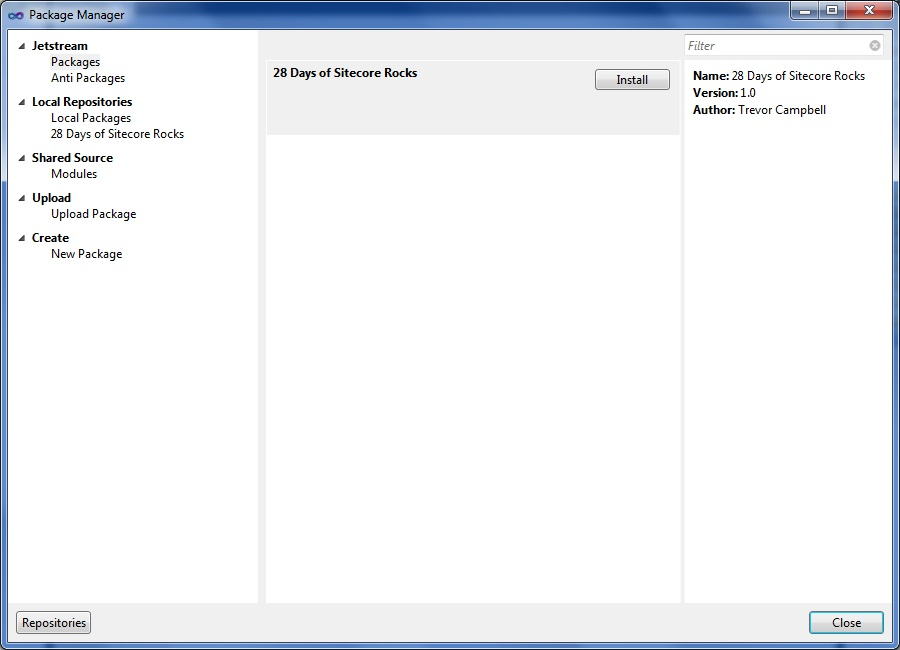 Package Manager
Jetstream
Packages
Anti Packages
Local Repositories
Local Packages
28 Days of Sitecore Rocks
Shared Source
Modules
Upload
Upload Package
Create
New Package
28 Days of Sitecore Rocks
Install
Filter
Name: 28 Days of Sitecore Rocks
Version: 1.0
Author: Trevor Campbell
Repositories
Close